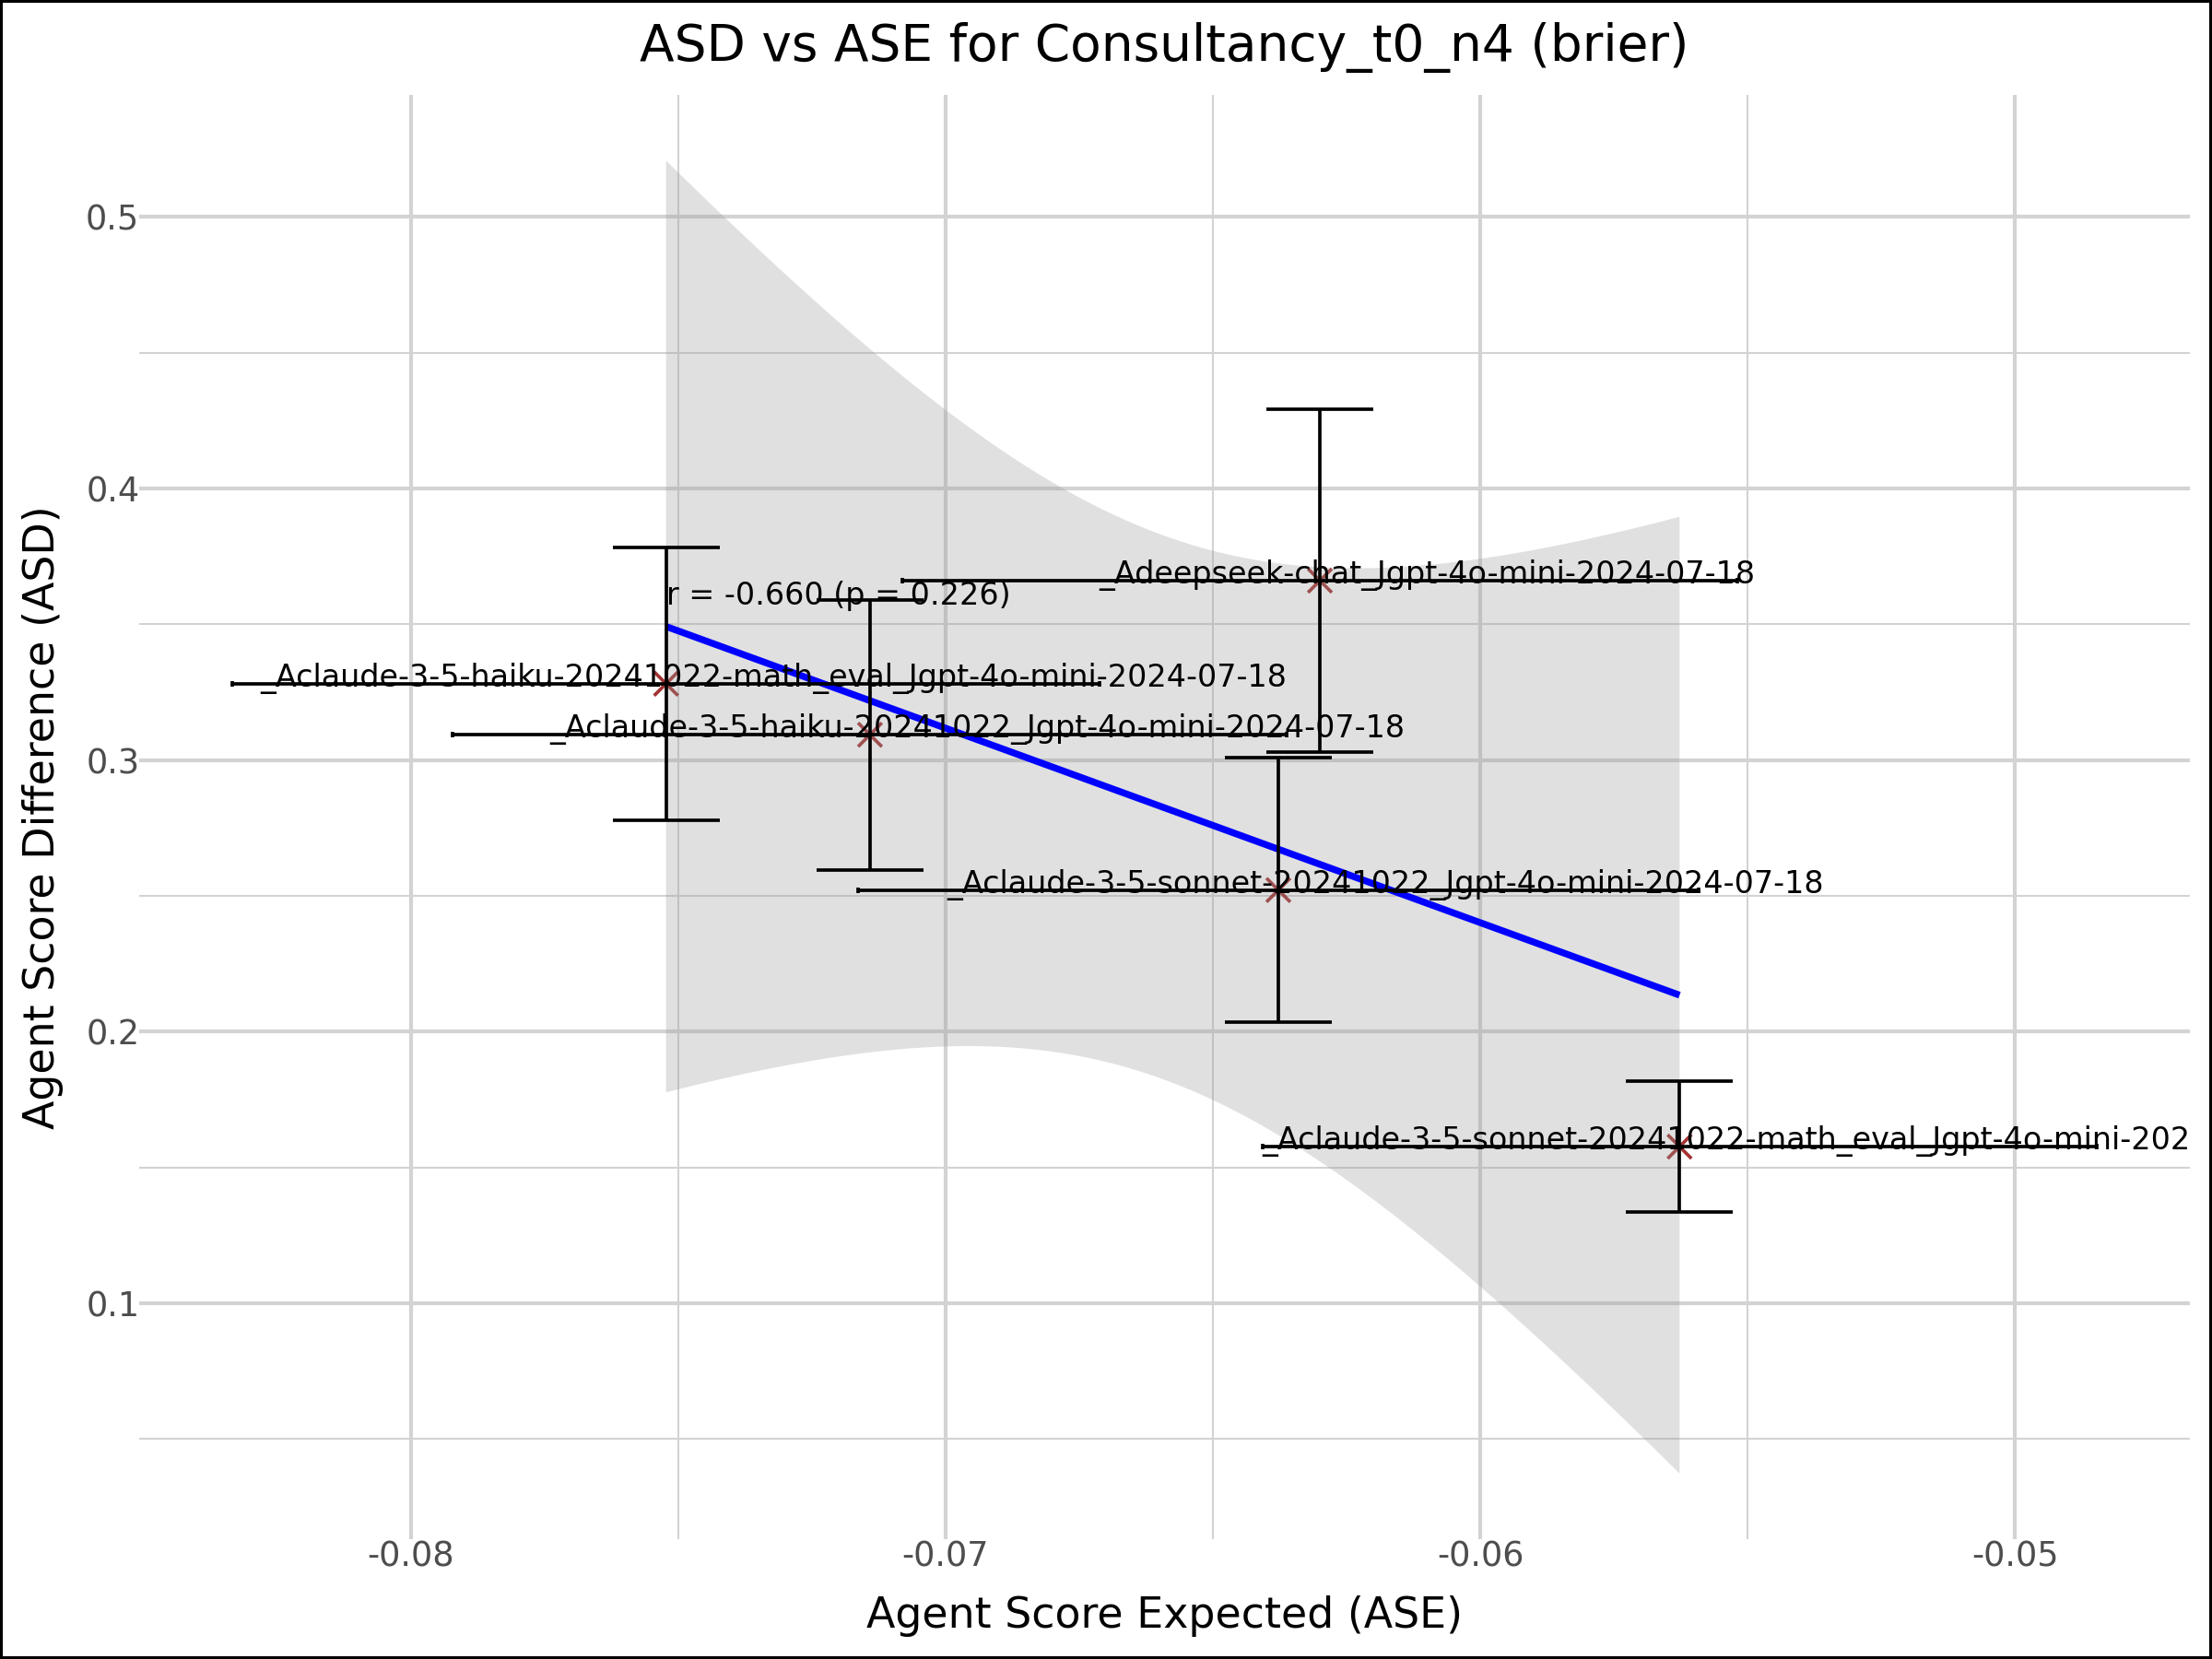 ASD vs ASE for Consultancy_t0_n4 (brier)
Agent Score Difference (ASD)
0.5
0.4
0.3
0.2
0.1
_Adeepseek-chat_Jgpt-4o-mini-2024-07-18
r = -0.660 (p = 0.226)
_Aclaude-3-5-haiku-20241022-math_eval_Jgpt-4o-mini-2024-07-18
_Aclaude-3-5-haiku-20241022_Jgpt-4o-mini-2024-07-18
_Aclaude-3-5-sonnet-20241022_Jgpt-4o-mini-2024-07-18
_Aclaude-3-5-sonnet-20241022-math_eval_Jgpt-4o-mini-202
-0.08
-0.07
-0.06
-0.05
Agent Score Expected (ASE)